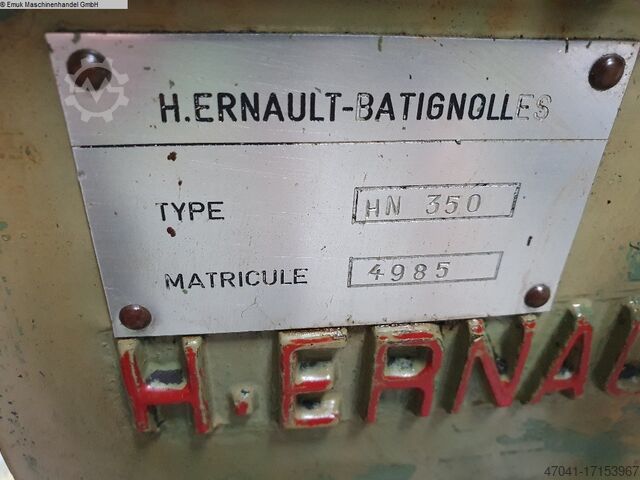 © Emuk Maschinenhandel GmbH
H.ERNAULT-BATIGNOLLES
TYPE HN 350
MATRICULE 4985
H.ERNAU
47041-17153967